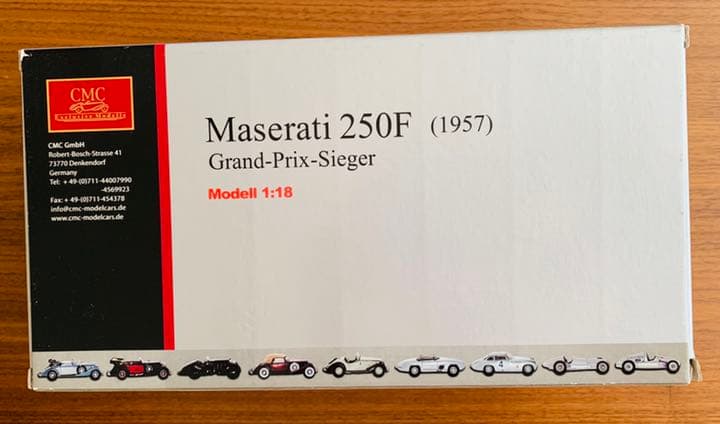 CMC
Exclusive Modelle
CMC GmbH
Robert-Bosch-Strasse 41
73770 Denkendorf
Germany
Tel: + 49-(0)711-44007990
-4569923
Fax: + 49-(0)711-454378
info@cmc-modelcars.de
www.cmc-modelcars.de
Maserati 250F (1957)
Grand-Prix-Sieger
Modell 1:18
4